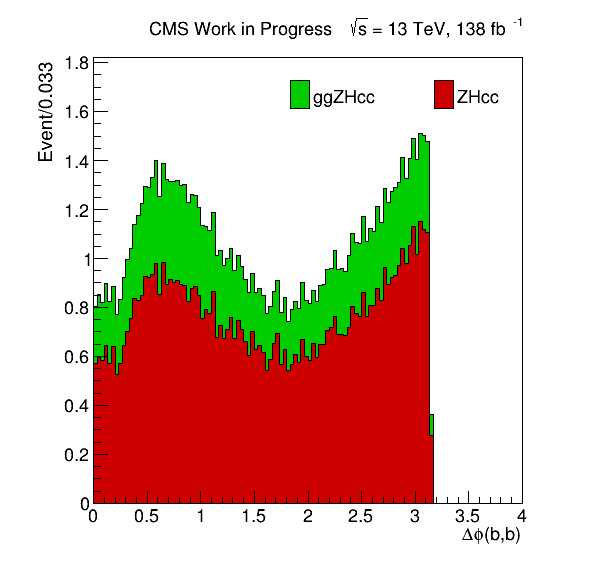 CMS Work in Progress √s = 13 TeV, 138 fb⁻¹
Event/0.033
ggZHcc ZHcc
1.8
1.6
1.4
1.2
1
0.8
0.6
0.4
0.2
0
0 0.5 1 1.5 2 2.5 3 3.5 4
Δϕ(b,b)